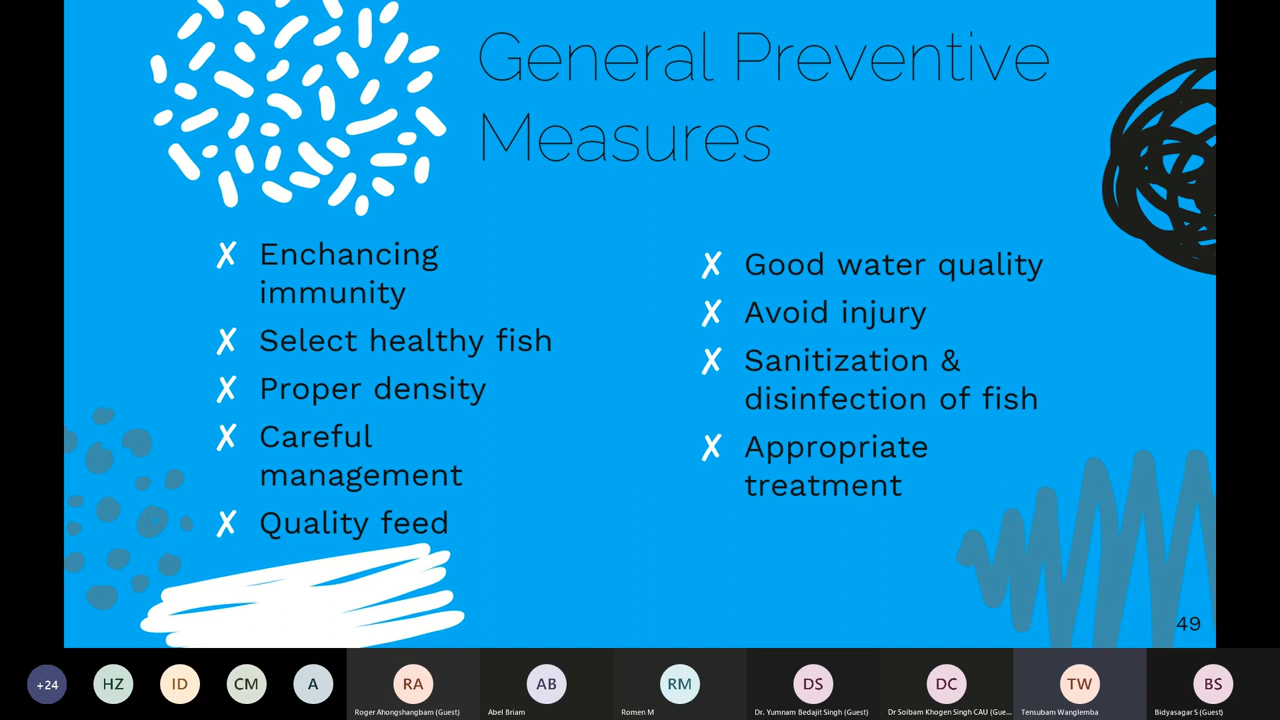 General Preventive
Measures
Enchancing
immunity
Select healthy fish
Proper density
Careful
management
Quality feed
Good water quality
Avoid injury
Sanitization &
disinfection of fish
Appropriate
treatment
49
+24
HZ
ID
CM
A
RA
AB
RM
DS
DC
TW
BS
Roger Ahongshangbam (Guest)
Abel Briam
Romen M
Dr. Yumnam Bedajit Singh (Guest)
Dr Soibam Khogen Singh CAU (Gue...
Tensubam Wanglemba
Bidyasagar S (Guest)